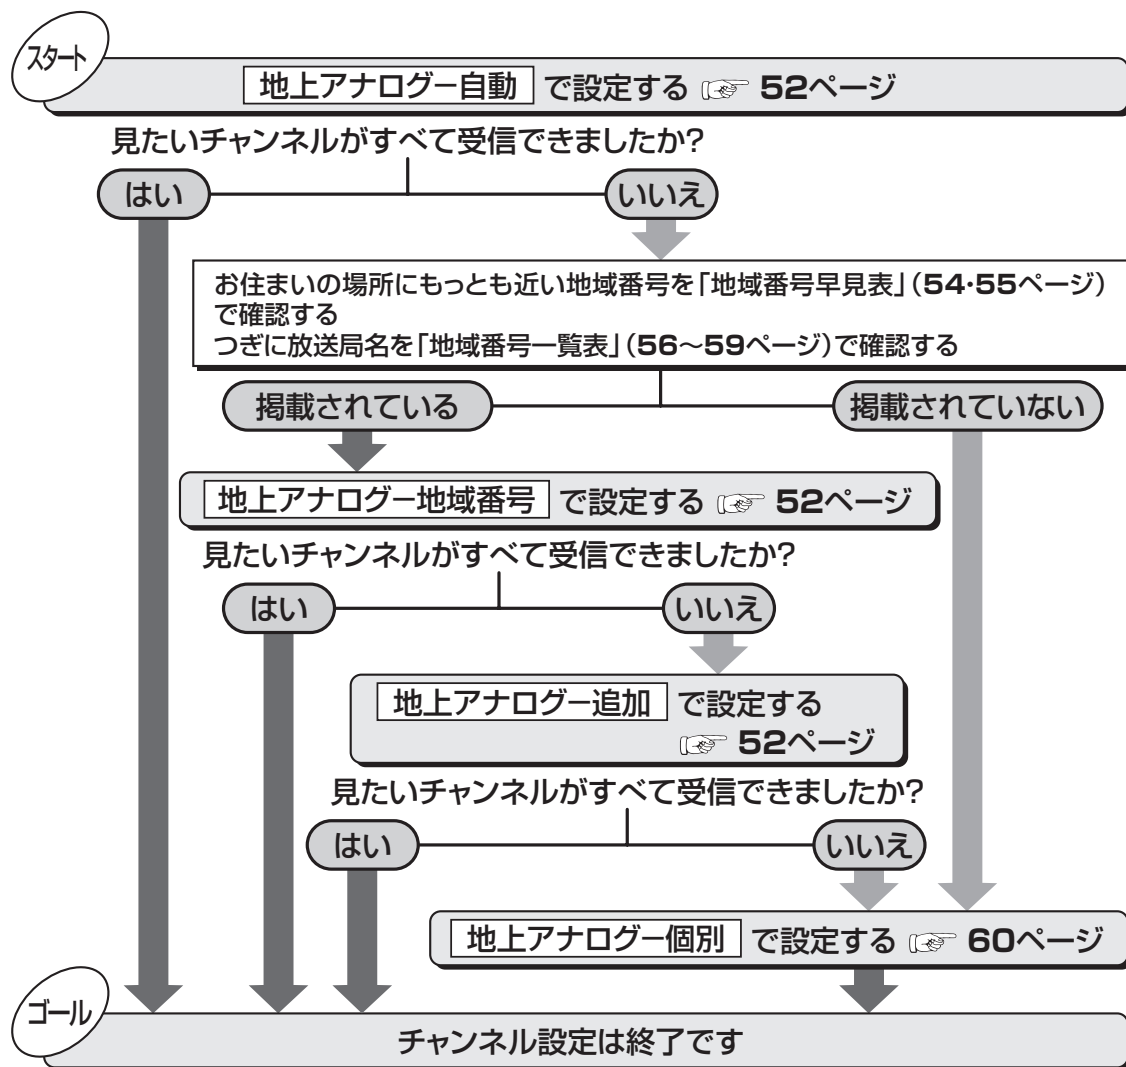 スタート
地上アナログー自動 で設定する ☞ 52ページ
見たいチャンネルがすべて受信できましたか?
はい いいえ
お住まいの場所にもっとも近い地域番号を「地域番号早見表」(54・55ページ)
で確認する
つぎに放送局名を「地域番号一覧表」(56〜59ページ)で確認する
掲載されている 掲載されていない
地上アナログー地域番号 で設定する ☞ 52ページ
見たいチャンネルがすべて受信できましたか?
はい いいえ
地上アナログー追加 で設定する
☞ 52ページ
見たいチャンネルがすべて受信できましたか?
はい いいえ
地上アナログー個別 で設定する ☞ 60ページ
ゴール
チャンネル設定は終了です